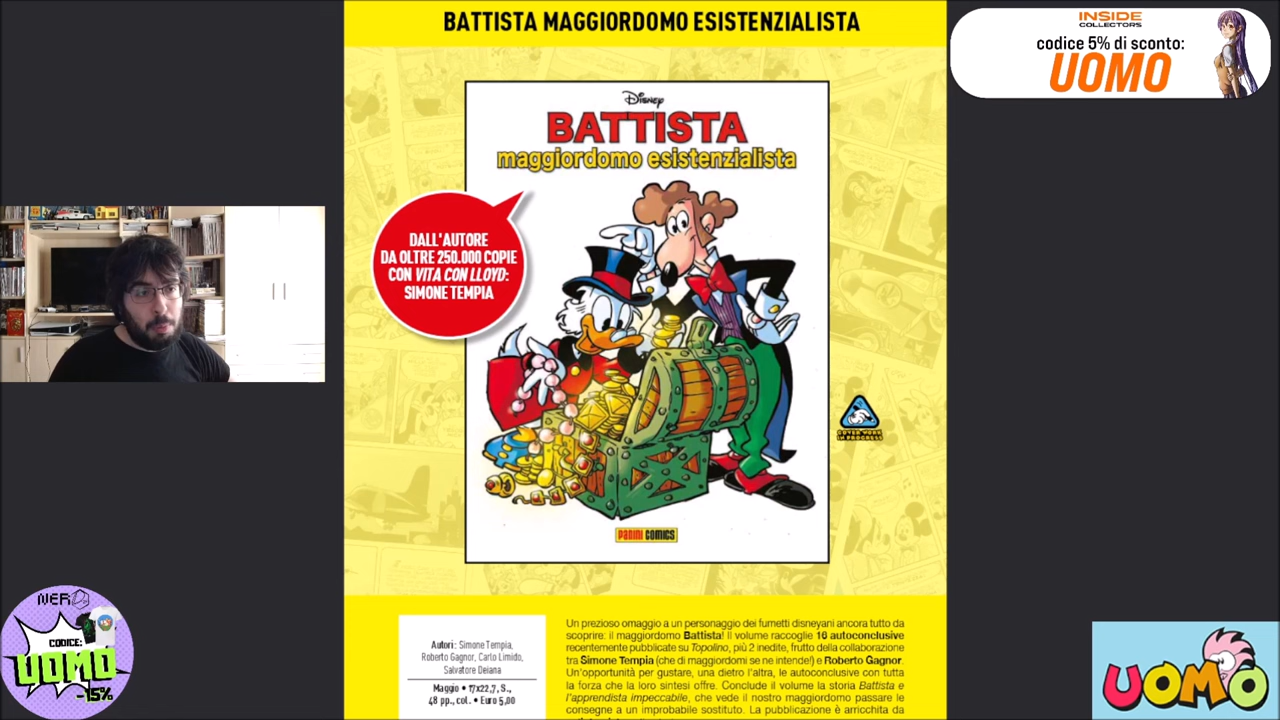 BATTISTA MAGGIORDOMO ESISTENZIALISTA
INSIDE
COLLECTORS
codice 5% di sconto:
UOMO
Disney
BATTISTA
maggiordomo esistenzialista
DALL'AUTORE
DA OLTRE 250.000 COPIE
CON VITA CON LLOYD:
SIMONE TEMPIA
COVER WORK
IN PROGRESS
PANINI COMICS
NERO
CODICE:
UOMO
-15%
Autori: Simone Tempia,
Roberto Gagnor, Carlo Limido,
Salvatore Deiana
Maggio • 17x22,7, S.,
48 pp., col. • Euro 5,00
Un prezioso omaggio a un personaggio dei fumetti disneyani ancora tutto da
scoprire: il maggiordomo Battista! Il volume raccoglie 16 autoconclusive
recentemente pubblicate su Topolino, più 2 inedite, frutto della collaborazione
tra Simone Tempia (che di maggiordomi se ne intende!) e Roberto Gagnor.
Un'opportunità per gustare, una dietro l'altra, le autoconclusive con tutta
la forza che la loro sintesi offre. Conclude il volume la storia Battista e
l'apprendista impeccabile, che vede il nostro maggiordomo passare le
consegne a un improbabile sostituto. La pubblicazione è arricchita da
UOMO